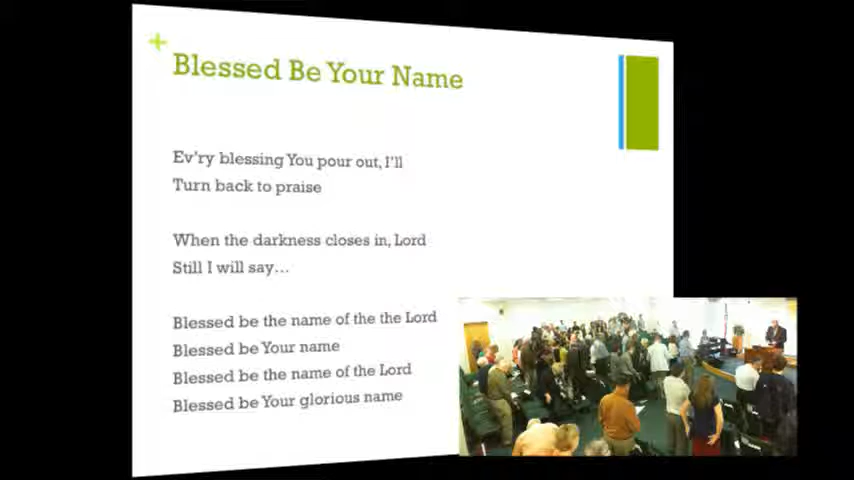 Blessed Be Your Name
Ev'ry blessing You pour out, I'll
Turn back to praise
When the darkness closes in, Lord
Still I will say...
Blessed be the name of the the Lord
Blessed be Your name
Blessed be the name of the Lord
Blessed be Your glorious name